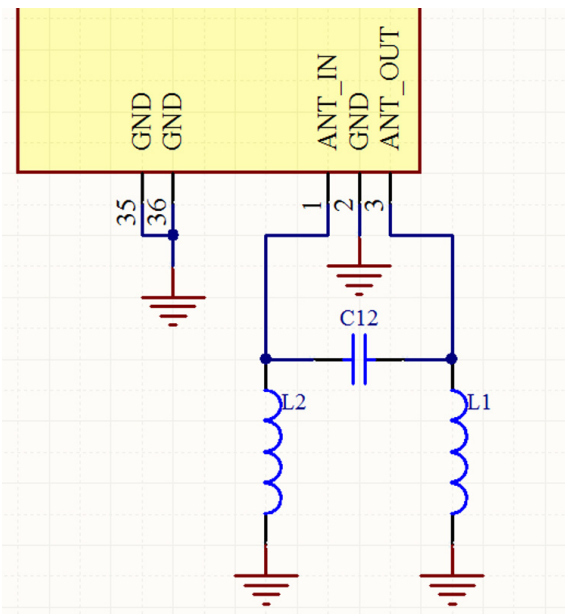 GND
GND
ANT_IN
GND
ANT_OUT
35
36
1
2
3
C12
L2
L1